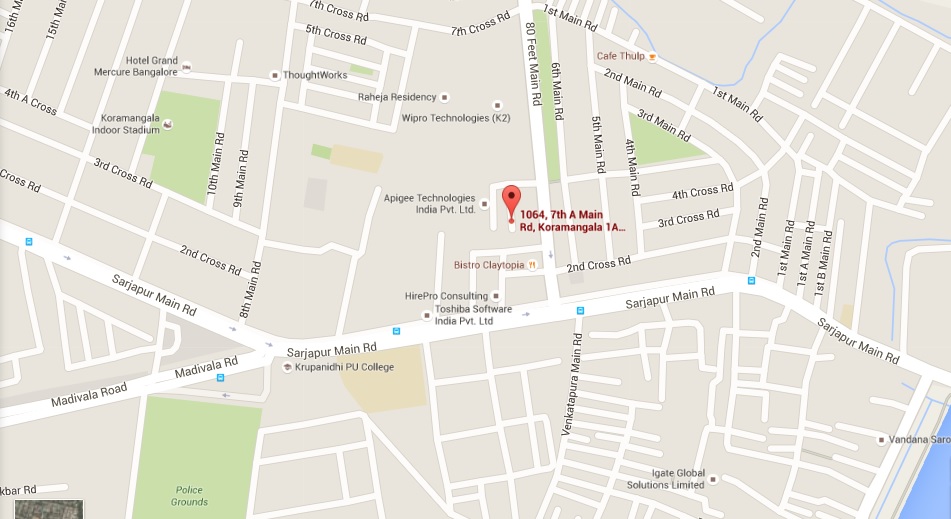 16th Main
15th Main
7th Cross Rd
5th Cross Rd
7th Cross Rd
80 Feet Main Rd
1st Main Rd
Hotel Grand
Mercure Bangalore
ThoughtWorks
Cafe Thulp
6th Main Rd
2nd Main Rd
1st Main Rd
4th A Cross
Raheja Residency
Wipro Technologies (K2)
3rd Main Rd
Koramangala
Indoor Stadium
5th Main Rd
4th Main Rd
3rd Cross Rd
10th Main Rd
9th Main Rd
Cross Rd
Apigee Technologies
India Pvt. Ltd.
1064, 7th A Main
Rd, Koramangala 1A...
4th Cross Rd
3rd Cross Rd
2nd Main Rd
1st Main Rd
1st A Main Rd
1st B Main Rd
2nd Cross Rd
Bistro Claytopia
2nd Cross Rd
Sarjapur Main Rd
8th Main Rd
HirePro Consulting
Toshiba Software
India Pvt. Ltd
Sarjapur Main Rd
Sarjapur Main Rd
Sarjapur Main Rd
Madivala Rd
Krupanidhi PU College
Madivala Road
Venkatapura Main Rd
Vandana Saro
Igate Global
Solutions Limited
kbar Rd
Police
Grounds